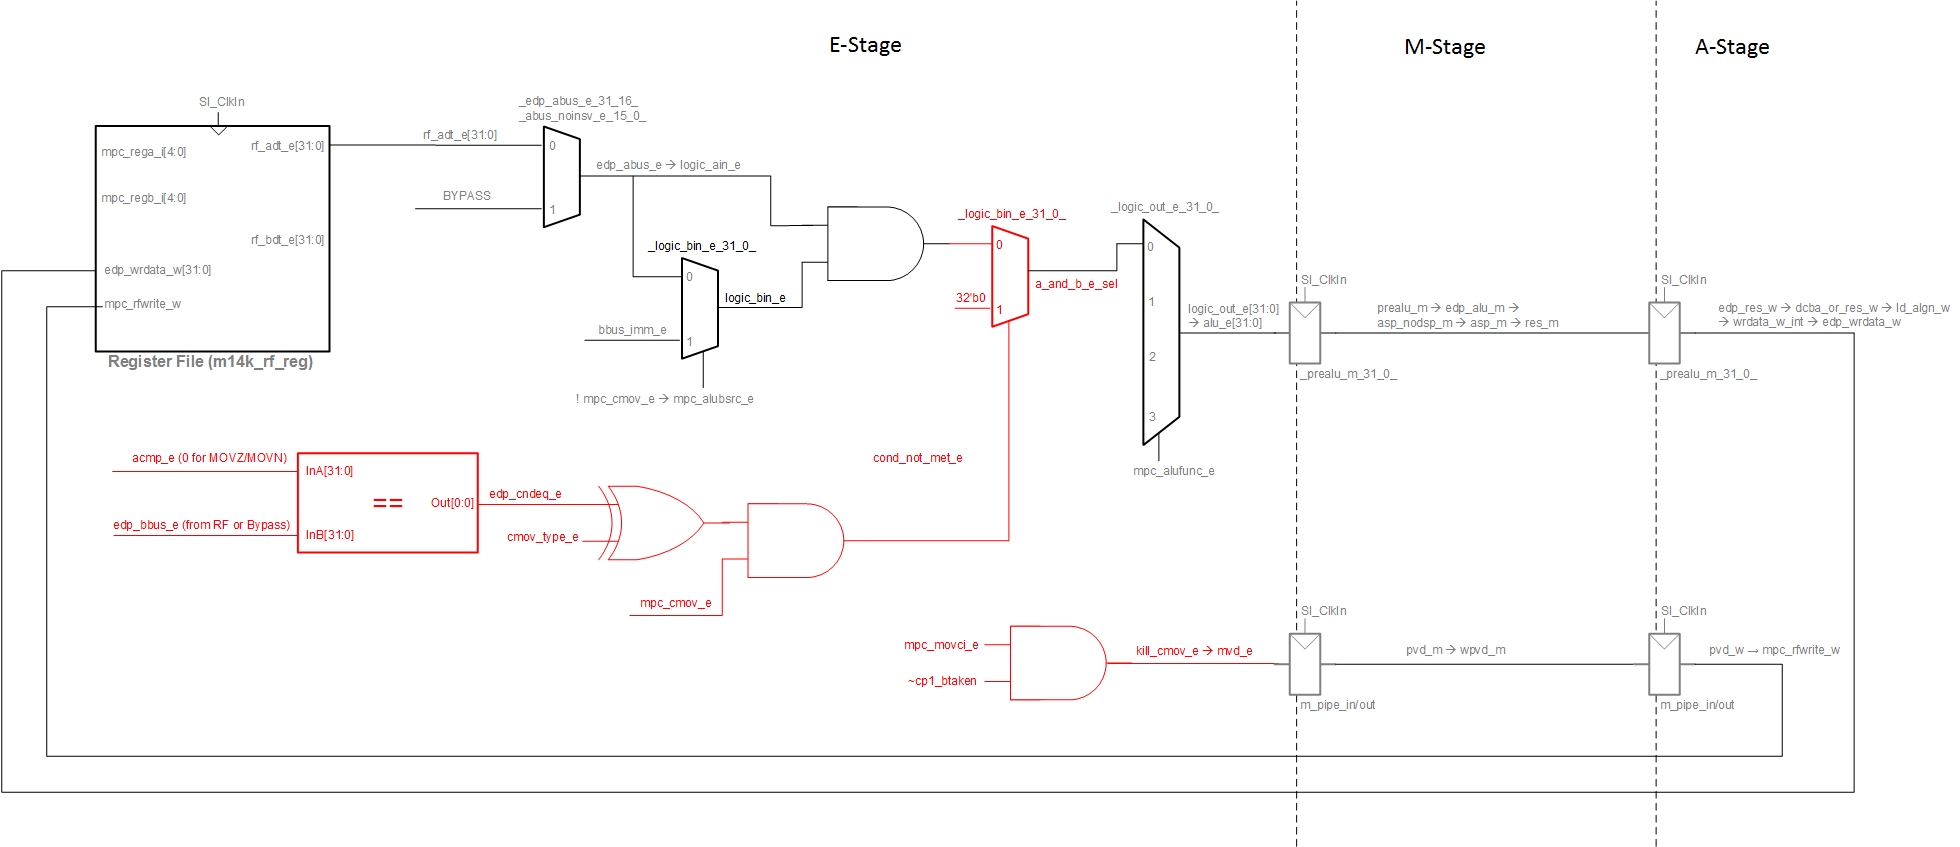 E-Stage
M-Stage
A-Stage
SI_ClkIn
mpc_rega_i[4:0]
rf_adt_e[31:0]
mpc_regb_i[4:0]
rf_bdt_e[31:0]
edp_wrdata_w[31:0]
mpc_rfwrite_w
Register File (m14k_rf_reg)
_edp_abus_e_31_16_
_abus_noinsv_e_15_0_
rf_adt_e[31:0]
0
BYPASS
1
edp_abus_e → logic_ain_e
_logic_bin_e_31_0_
0
logic_bin_e
bbus_imm_e
1
! mpc_cmov_e → mpc_alubsrc_e
_logic_bin_e_31_0_
0
32'b0
1
a_and_b_e_sel
_logic_out_e_31_0_
0
1
2
3
mpc_alufunc_e
logic_out_e[31:0]
→ alu_e[31:0]
SI_ClkIn
_prealu_m_31_0_
prealu_m → edp_alu_m →
asp_nodsp_m → asp_m → res_m
SI_ClkIn
_prealu_m_31_0_
edp_res_w → dcba_or_res_w → ld_algn_w
→ wrdata_w_int → edp_wrdata_w
acmp_e (0 for MOVZ/MOVN)
InA[31:0]
==
Out[0:0]
edp_bbus_e (from RF or Bypass)
InB[31:0]
edp_cndeq_e
cmov_type_e
mpc_cmov_e
cond_not_met_e
mpc_movci_e
~cp1_btaken
kill_cmov_e → mvd_e
SI_ClkIn
m_pipe_in/out
pvd_m → wpvd_m
SI_ClkIn
m_pipe_in/out
pvd_w → mpc_rfwrite_w